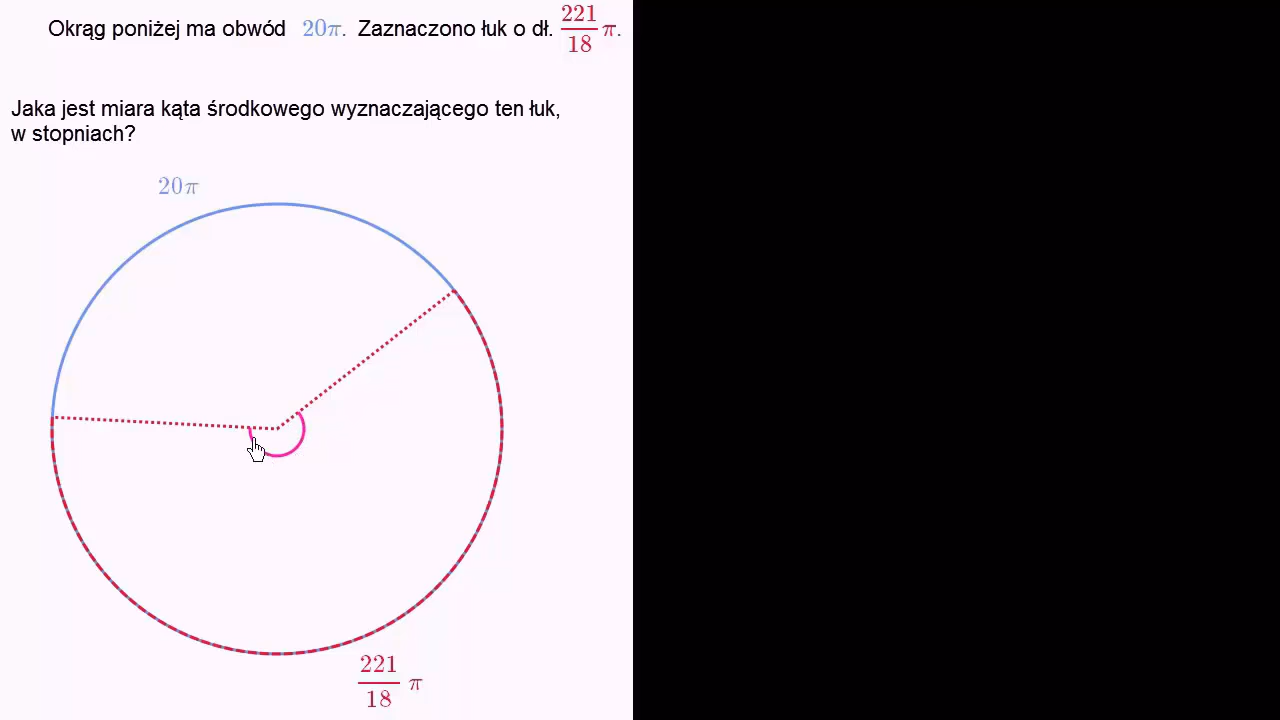 Okrąg poniżej ma obwód 20π. Zaznaczono łuk o dł. 221/18 π.
Jaka jest miara kąta środkowego wyznaczającego ten łuk,
w stopniach?
20π
221/18 π